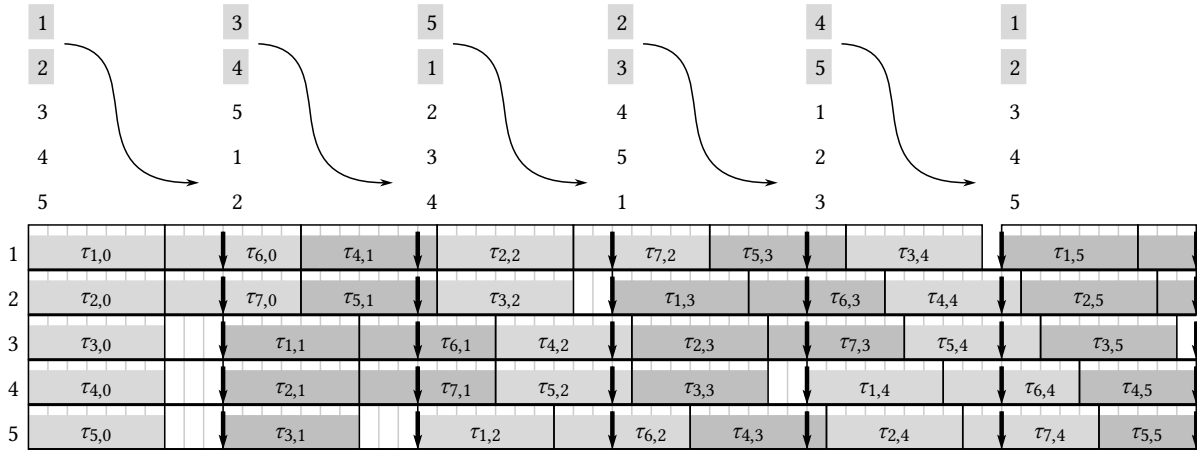 1 3 5 2 4 1
2 4 1 3 5 2
3 5 2 4 1 3
4 1 3 5 2 4
5 2 4 1 3 5
1 τ1,0 τ6,0 τ4,1 τ2,2 τ7,2 τ5,3 τ3,4 τ1,5
2 τ2,0 τ7,0 τ5,1 τ3,2 τ1,3 τ6,3 τ4,4 τ2,5
3 τ3,0 τ1,1 τ6,1 τ4,2 τ2,3 τ7,3 τ5,4 τ3,5
4 τ4,0 τ2,1 τ7,1 τ5,2 τ3,3 τ1,4 τ6,4 τ4,5
5 τ5,0 τ3,1 τ1,2 τ6,2 τ4,3 τ2,4 τ7,4 τ5,5